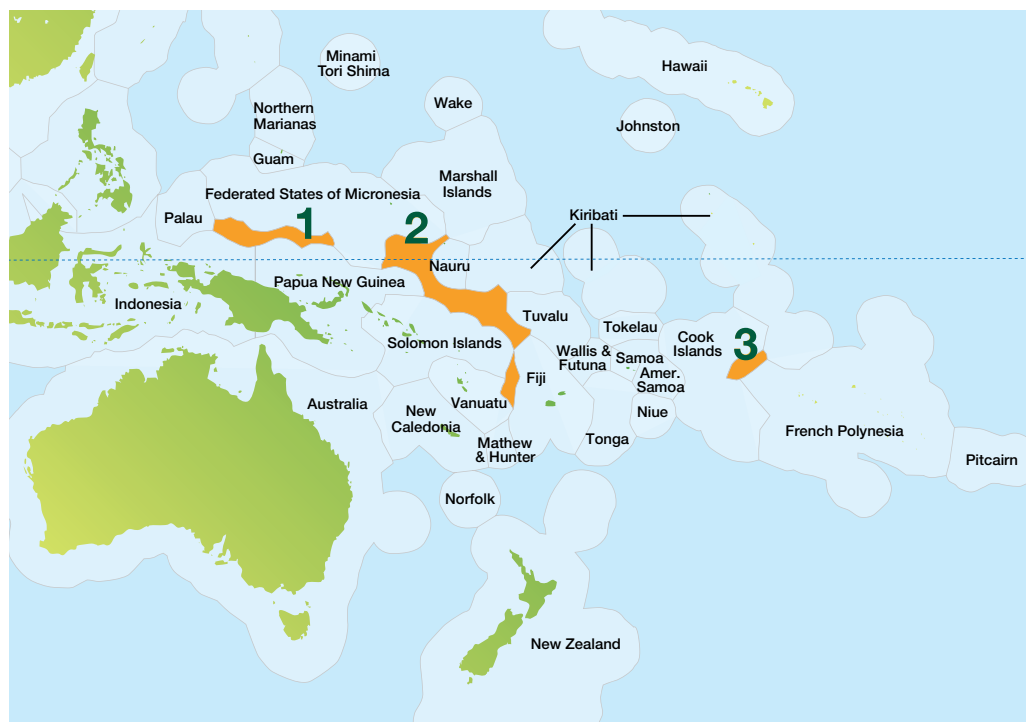 Minami
Tori Shima
Hawaii
Wake
Northern
Marianas
Johnston
Guam
Marshall
Islands
Federated States of Micronesia
Palau
1
2
Kiribati
Nauru
Papua New Guinea
Indonesia
Tuvalu
Tokelau
Solomon Islands
Cook
Islands
3
Wallis &
Futuna
Samoa
Fiji
Amer.
Samoa
Australia
Vanuatu
New
Caledonia
Niue
Mathew
& Hunter
Tonga
French Polynesia
Pitcairn
Norfolk
New Zealand